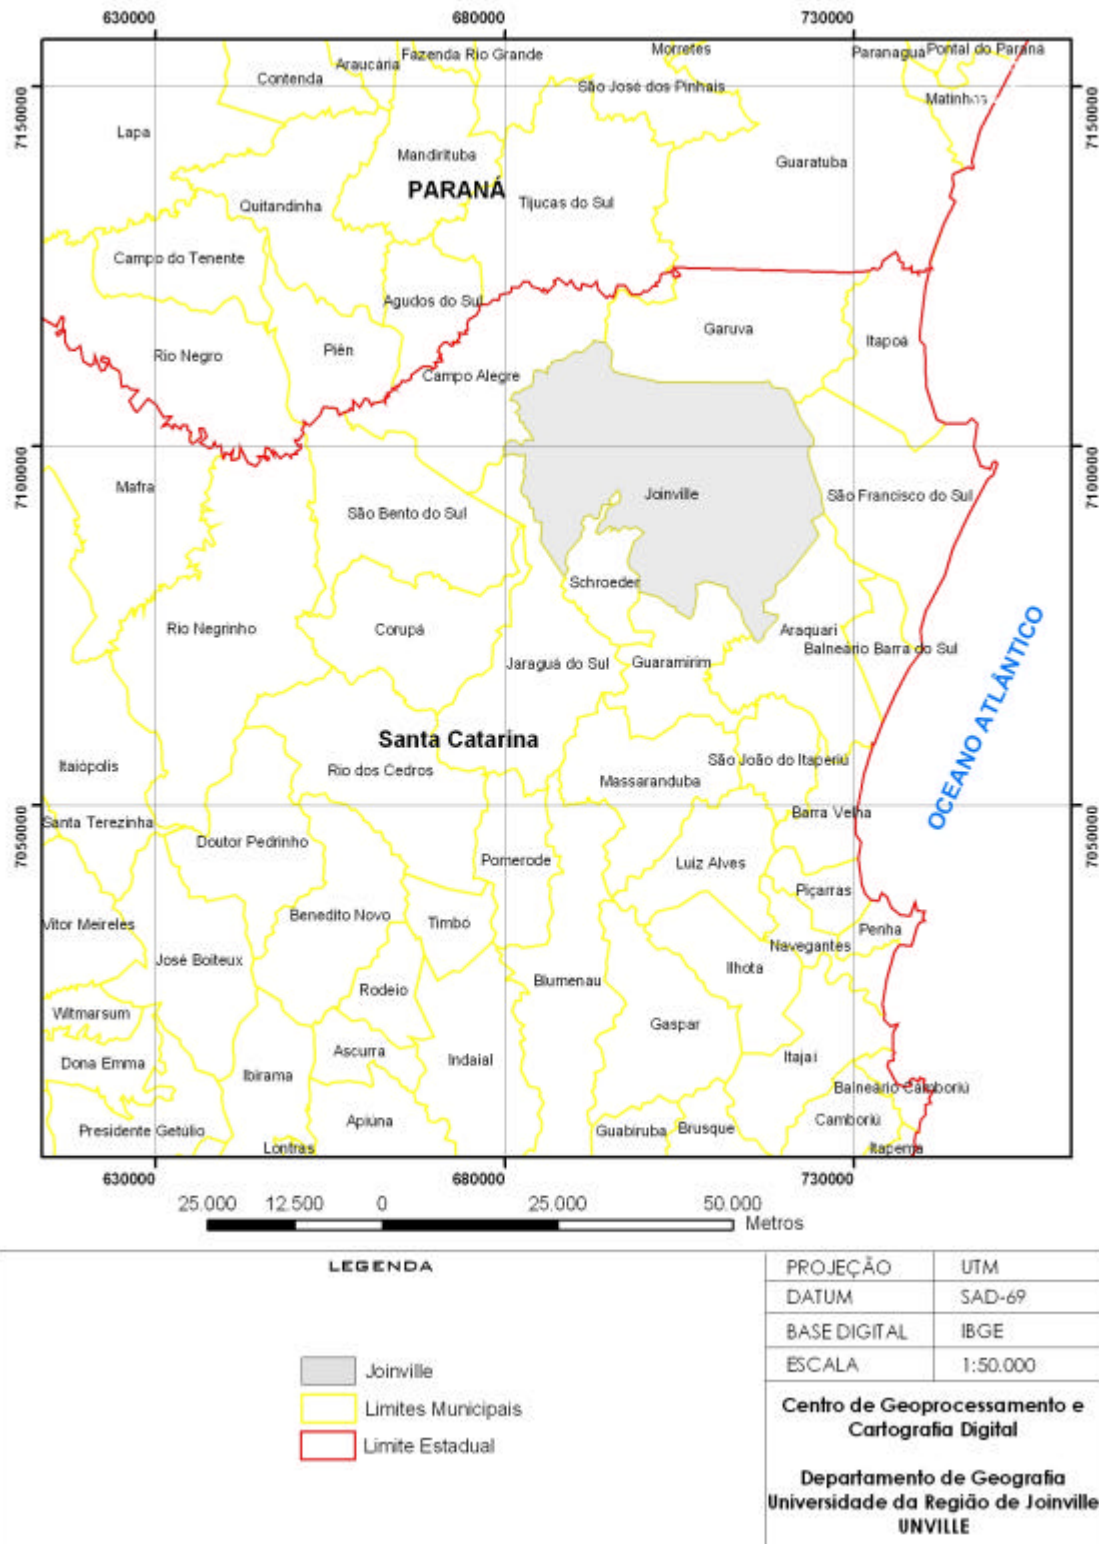 630000
680000
730000
Morretes
Fazenda Rio Grande
Paranaguá
Pontal do Paraná
Araucária
Contenda
São José dos Pinhais
Matinhos
7150000
7150000
Lapa
Mandirituba
Guaratuba
PARANÁ
Quitandinha
Tijucas do Sul
Campo do Tenente
Agudos do Sul
Garuva
Itapoá
Rio Negro
Piên
Campo Alegre
7100000
7100000
Mafra
Joinville
São Francisco do Sul
São Bento do Sul
Schroeder
Rio Negrinho
Corupá
Araquari
Balneário Barra do Sul
Jaraguá do Sul
Guaramirim
OCEANO ATLÂNTICO
Santa Catarina
Itaiópolis
Rio dos Cedros
São João do Itaperiú
Massaranduba
7050000
7050000
Santa Terezinha
Barra Velha
Doutor Pedrinho
Pomerode
Luiz Alves
Piçarras
Vitor Meireles
Benedito Novo
Timbó
Penha
Navegantes
José Boiteux
Ilhota
Blumenau
Rodeio
Witmarsum
Gaspar
Dona Emma
Ascurra
Indaial
Itajaí
Ibirama
Balneário Camboriú
Presidente Getúlio
Apiúna
Guabiruba
Brusque
Camboriú
Lontras
Itapema
630000
680000
730000
25.000 12.500 0 25.000 50.000
Metros
LEGENDA
Joinville
Limites Municipais
Limite Estadual
PROJEÇÃO UTM
DATUM SAD-69
BASE DIGITAL IBGE
ESCALA 1:50.000
Centro de Geoprocessamento e
Cartografia Digital
Departamento de Geografia
Universidade da Região de Joinville
UNVILLE